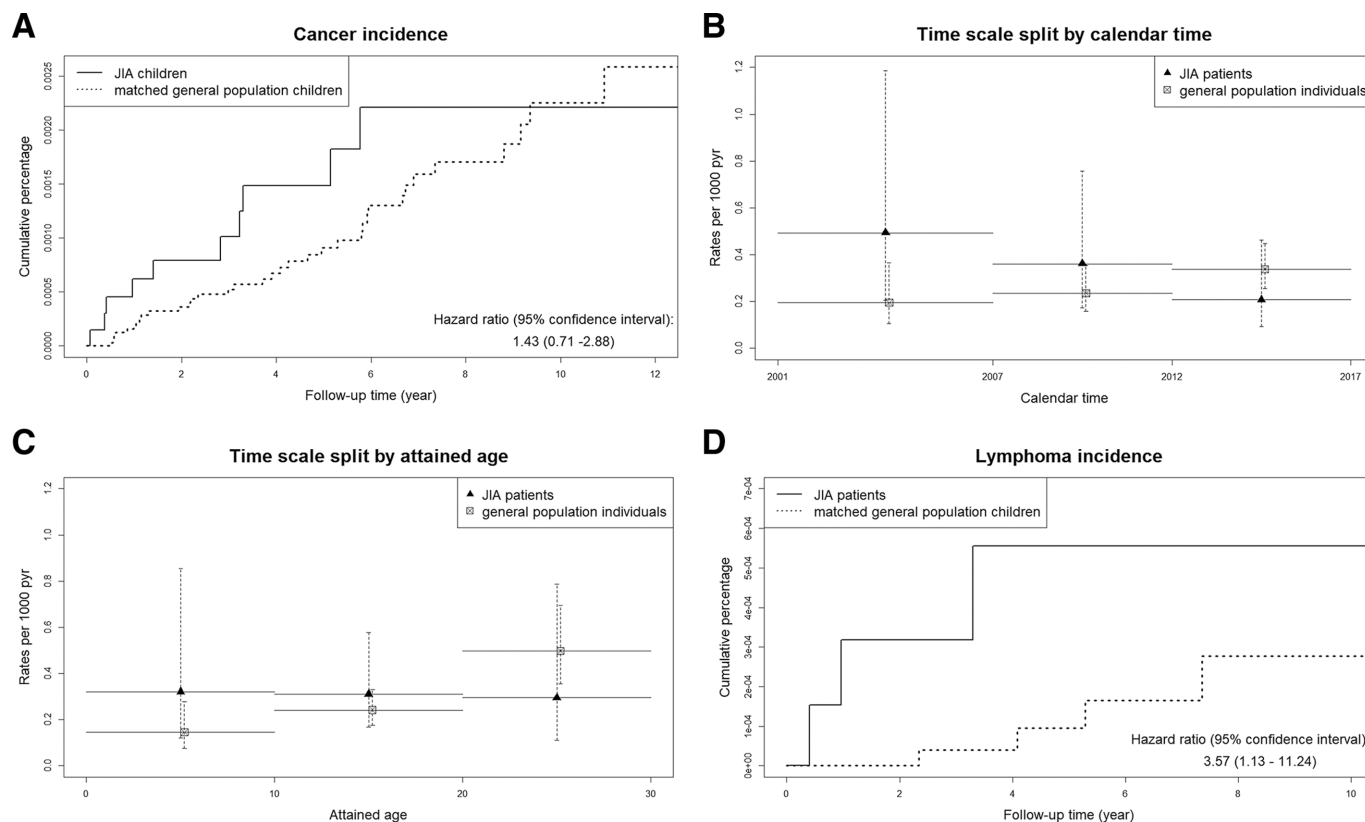 A
Cancer incidence
JIA children
matched general population children
0.0025
0.0020
0.0015
0.0010
0.0005
0.0000
Cumulative percentage
Hazard ratio (95% confidence interval):
1.43 (0.71 -2.88)
0 2 4 6 8 10 12
Follow-up time (year)
B
Time scale split by calendar time
JIA patients
general population individuals
1.2
1.0
0.8
0.6
0.4
0.2
0.0
Rates per 1000 pyr
2001 2007 2012 2017
Calendar time
C
Time scale split by attained age
JIA patients
general population individuals
1.2
1.0
0.8
0.6
0.4
0.2
0.0
Rates per 1000 pyr
0 10 20 30
Attained age
D
Lymphoma incidence
JIA patients
matched general population children
7e-04
6e-04
5e-04
4e-04
3e-04
2e-04
1e-04
0e+00
Cumulative percentage
Hazard ratio (95% confidence interval)
3.57 (1.13 - 11.24)
0 2 4 6 8 10
Follow-up time (year)